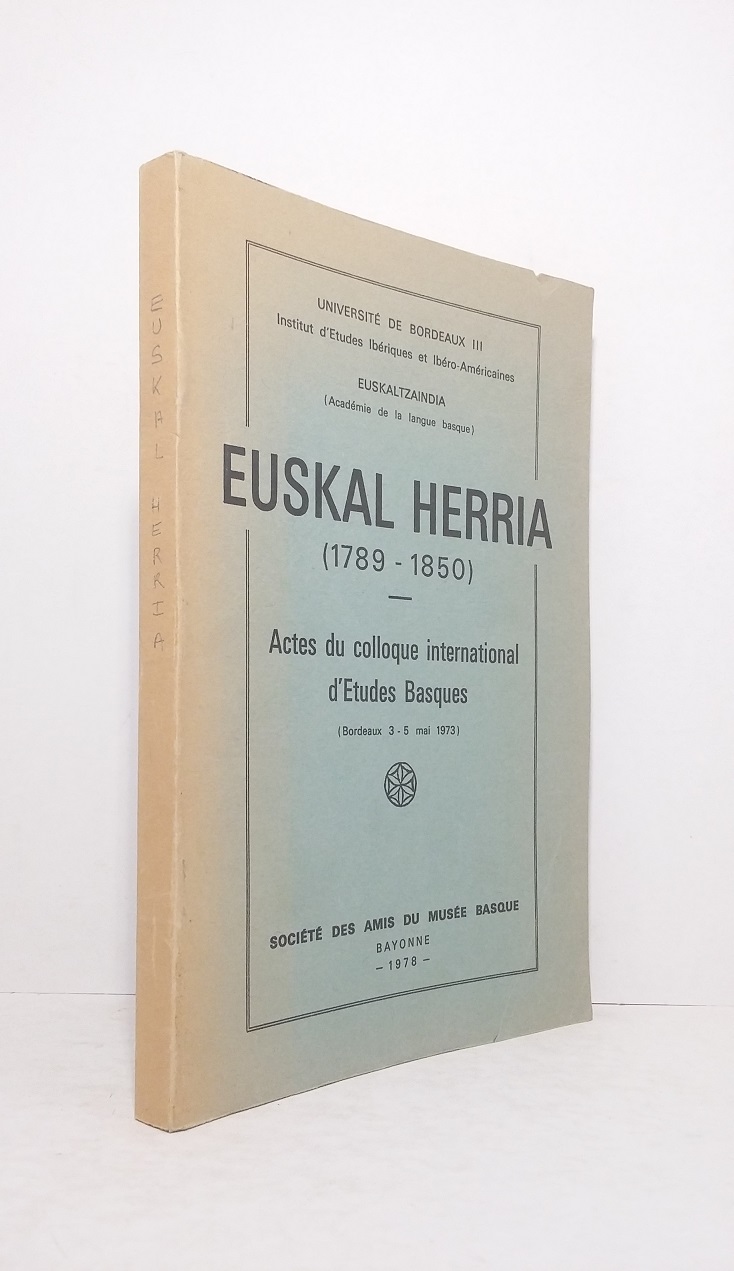 EUSKAL HERRIA
UNIVERSITÉ DE BORDEAUX III
Institut d'Etudes Ibériques et Ibéro-Américaines
EUSKALTZAINDIA
(Académie de la langue basque)
EUSKAL HERRIA
(1789 - 1850)
Actes du colloque international
d'Etudes Basques
(Bordeaux 3 - 5 mai 1973)
SOCIÉTÉ DES AMIS DU MUSÉE BASQUE
BAYONNE
— 1978 —